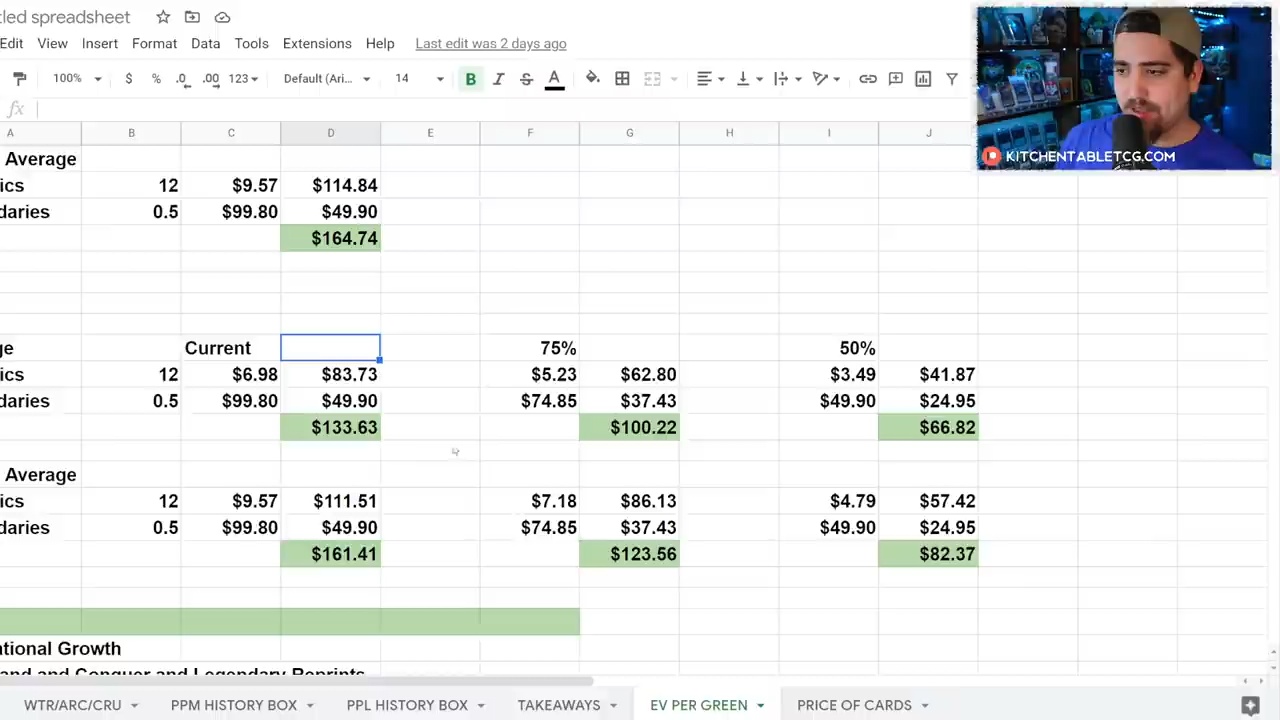 tled spreadsheet
Edit View Insert Format Data Tools Extensions Help Last edit was 2 days ago
100% $ % .0 .00 123 Default (Ari... 14 B I S A
fx
KITCHENTABLETCG.COM
A B C D E F G H I J
Average
ics 12 $9.57 $114.84
daries 0.5 $99.80 $49.90
$164.74
ge Current 75% 50%
ics 12 $6.98 $83.73 $5.23 $62.80 $3.49 $41.87
daries 0.5 $99.80 $49.90 $74.85 $37.43 $49.90 $24.95
$133.63 $100.22 $66.82
Average
ics 12 $9.57 $111.51 $7.18 $86.13 $4.79 $57.42
daries 0.5 $99.80 $49.90 $74.85 $37.43 $49.90 $24.95
$161.41 $123.56 $82.37
ational Growth
and and Conquer and Legendary Reprints
WTR/ARC/CRU PPM HISTORY BOX PPL HISTORY BOX TAKEAWAYS EV PER GREEN PRICE OF CARDS